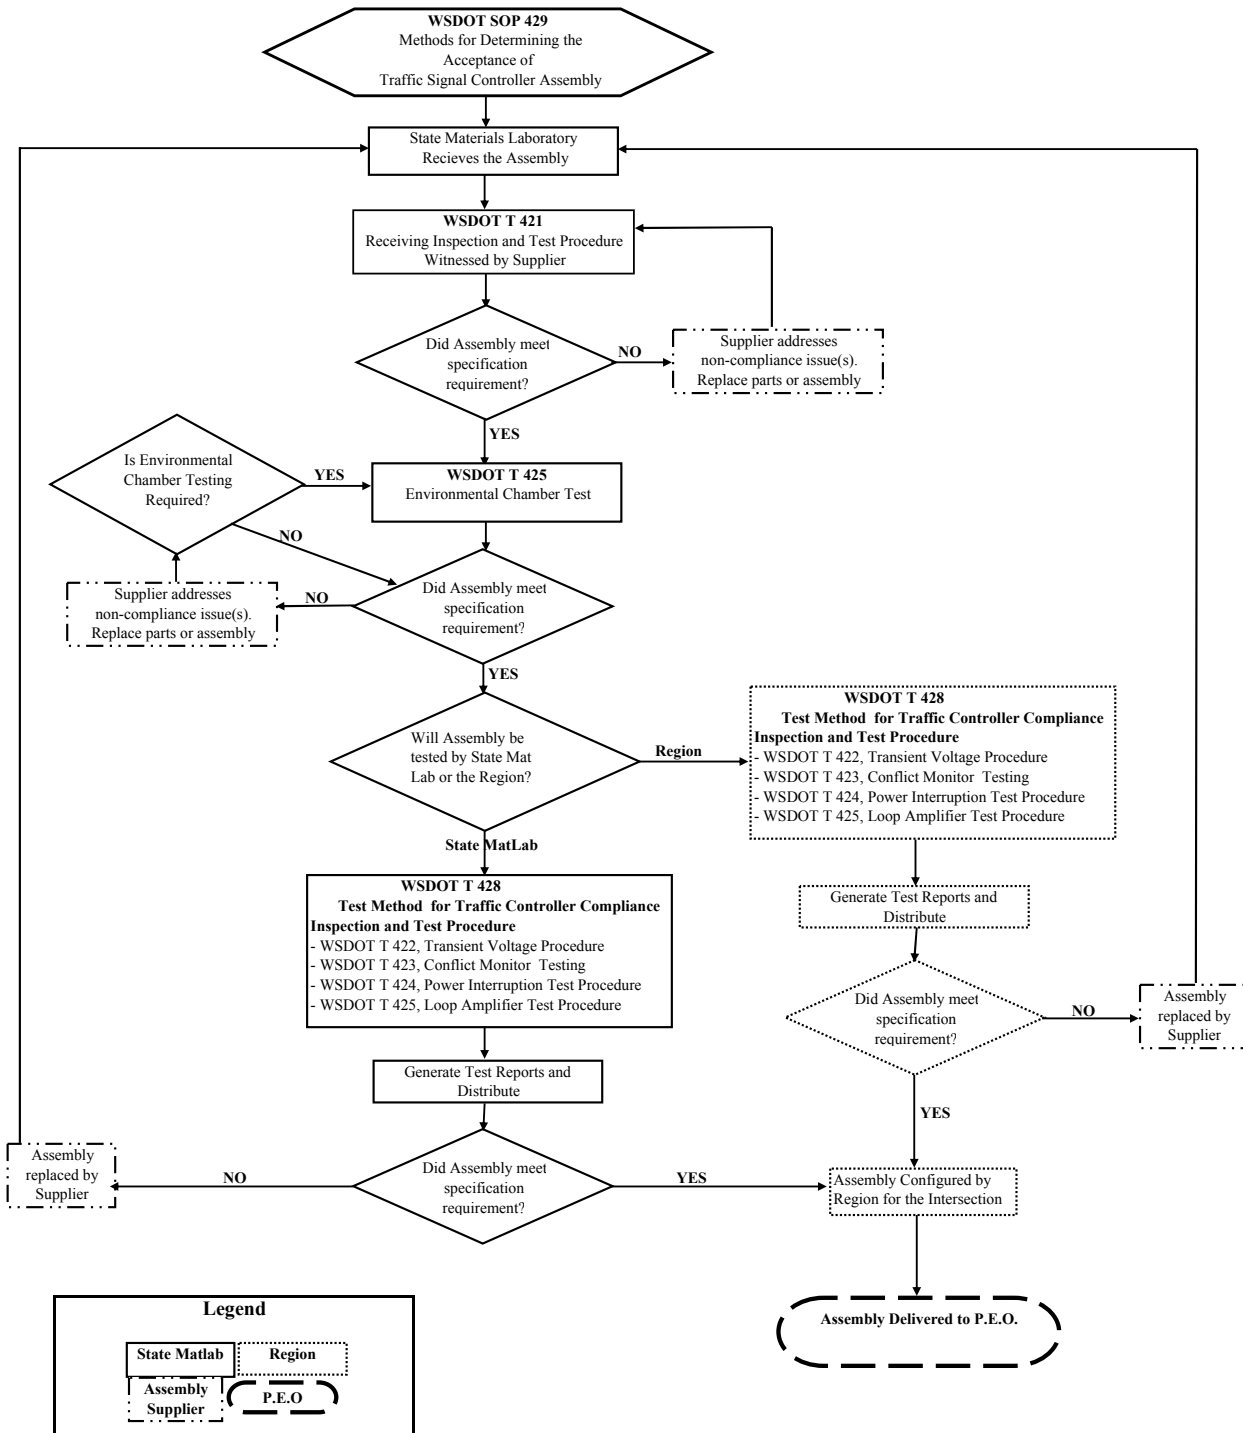 WSDOT SOP 429
Methods for Determining the
Acceptance of
Traffic Signal Controller Assembly
State Materials Laboratory
Recieves the Assembly
WSDOT T 421
Receiving Inspection and Test Procedure
Witnessed by Supplier
Did Assembly meet
specification
requirement?
NO
Supplier addresses
non-compliance issue(s).
Replace parts or assembly
YES
Is Environmental
Chamber Testing
Required?
YES
WSDOT T 425
Environmental Chamber Test
NO
Did Assembly meet
specification
requirement?
NO
Supplier addresses
non-compliance issue(s).
Replace parts or assembly
YES
Will Assembly be
tested by State Mat
Lab or the Region?
Region
WSDOT T 428
Test Method for Traffic Controller Compliance
Inspection and Test Procedure
- WSDOT T 422, Transient Voltage Procedure
- WSDOT T 423, Conflict Monitor Testing
- WSDOT T 424, Power Interruption Test Procedure
- WSDOT T 425, Loop Amplifier Test Procedure
State MatLab
WSDOT T 428
Test Method for Traffic Controller Compliance
Inspection and Test Procedure
- WSDOT T 422, Transient Voltage Procedure
- WSDOT T 423, Conflict Monitor Testing
- WSDOT T 424, Power Interruption Test Procedure
- WSDOT T 425, Loop Amplifier Test Procedure
Generate Test Reports and
Distribute
Did Assembly meet
specification
requirement?
NO
Assembly
replaced by
Supplier
YES
Generate Test Reports and
Distribute
Did Assembly meet
specification
requirement?
NO
Assembly
replaced by
Supplier
YES
Assembly Configured by
Region for the Intersection
Assembly Delivered to P.E.O.
Legend
State Matlab
Region
Assembly
Supplier
P.E.O